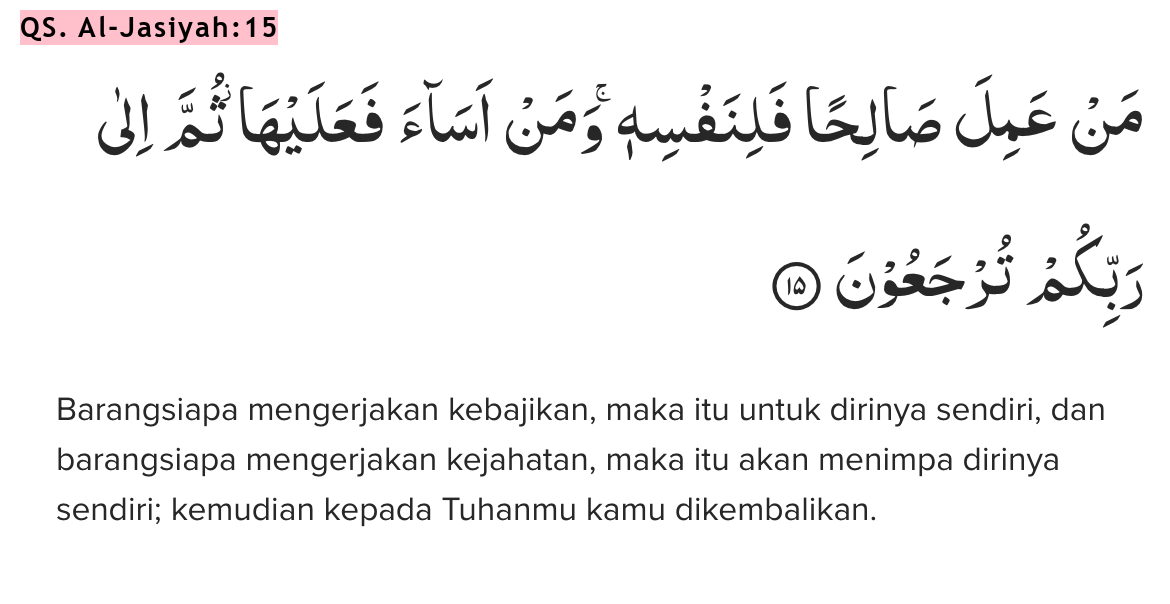 QS. Al-Jasiyah:15
مَنْ عَمِلَ صَالِحًا فَلِنَفْسِهٖۚ وَمَنْ اَسَاۤءَ فَعَلَيْهَا ۖثُمَّ اِلٰى
رَبِّكُمْ تُرْجَعُوْنَ ۝١٥
Barangsiapa mengerjakan kebajikan, maka itu untuk dirinya sendiri, dan
barangsiapa mengerjakan kejahatan, maka itu akan menimpa dirinya
sendiri; kemudian kepada Tuhanmu kamu dikembalikan.